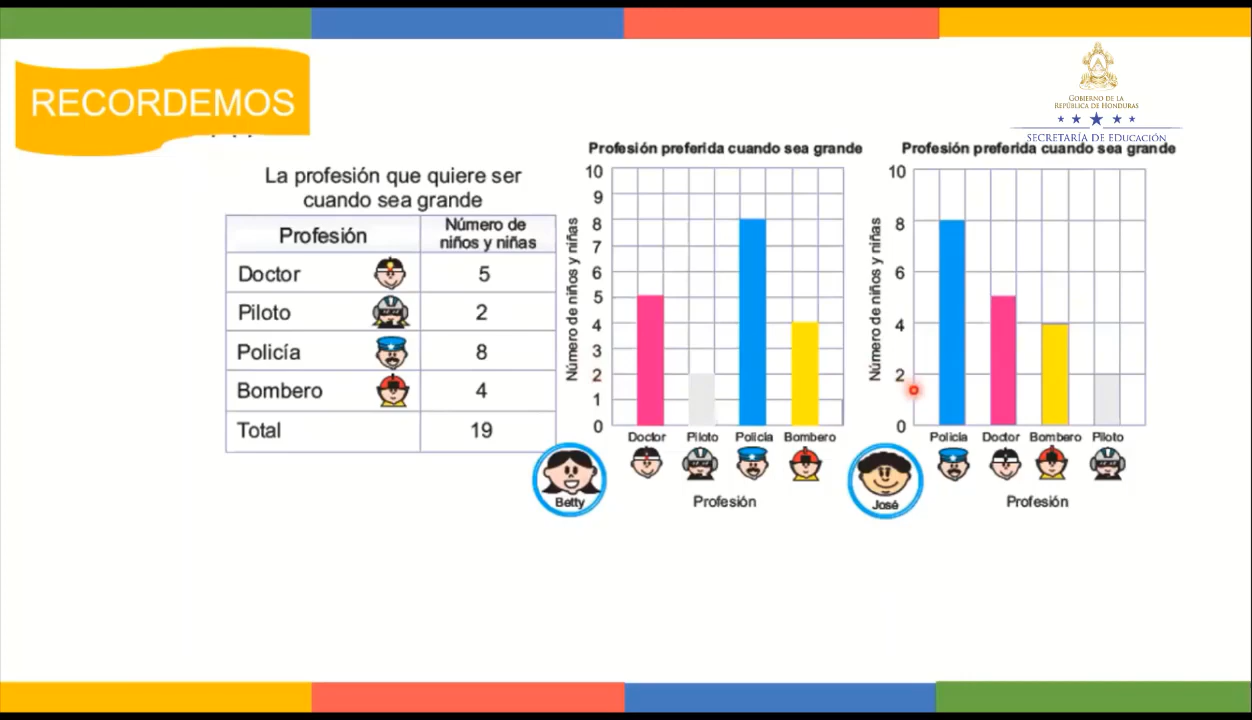 RECORDEMOS
GOBIERNO DE LA
REPÚBLICA DE HONDURAS
SECRETARÍA DE EDUCACIÓN
La profesión que quiere ser
cuando sea grande
Profesión
Número de
niños y niñas
Doctor 5
Piloto 2
Policía 8
Bombero 4
Total 19
Profesión preferida cuando sea grande
Número de niños y niñas
10
9
8
7
6
5
4
3
2
1
0
Doctor Piloto Policía Bombero
Betty
Profesión
Profesión preferida cuando sea grande
Número de niños y niñas
10
8
6
4
2
0
Policía Doctor Bombero Piloto
José
Profesión